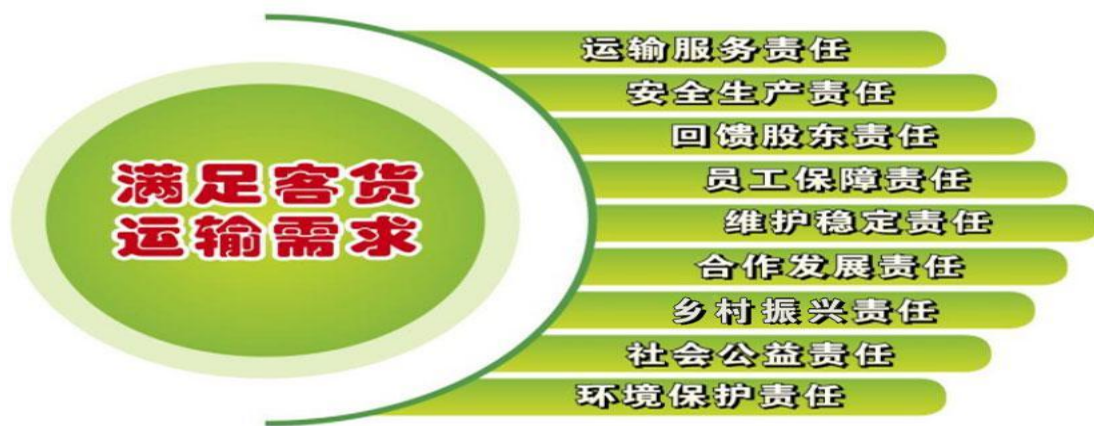 满足客货
运输需求
运输服务责任
安全生产责任
回馈股东责任
员工保障责任
维护稳定责任
合作发展责任
乡村振兴责任
社会公益责任
环境保护责任